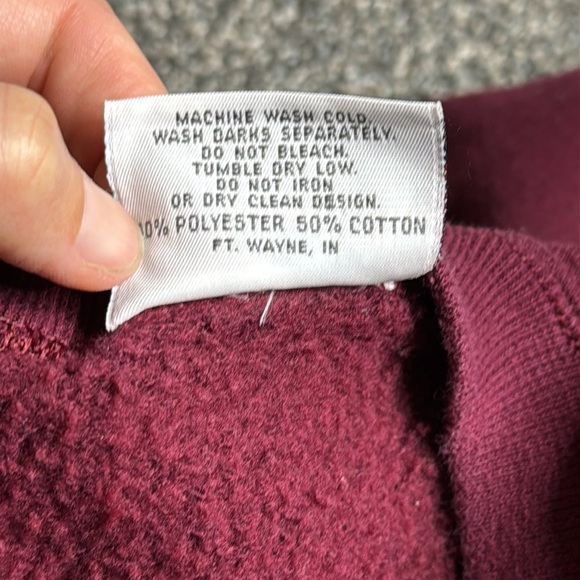 MACHINE WASH COLD.
WASH DARKS SEPARATELY.
DO NOT BLEACH.
TUMBLE DRY LOW.
DO NOT IRON
OR DRY CLEAN DESIGN.
POLYESTER 50% COTTON
FT. WAYNE, IN